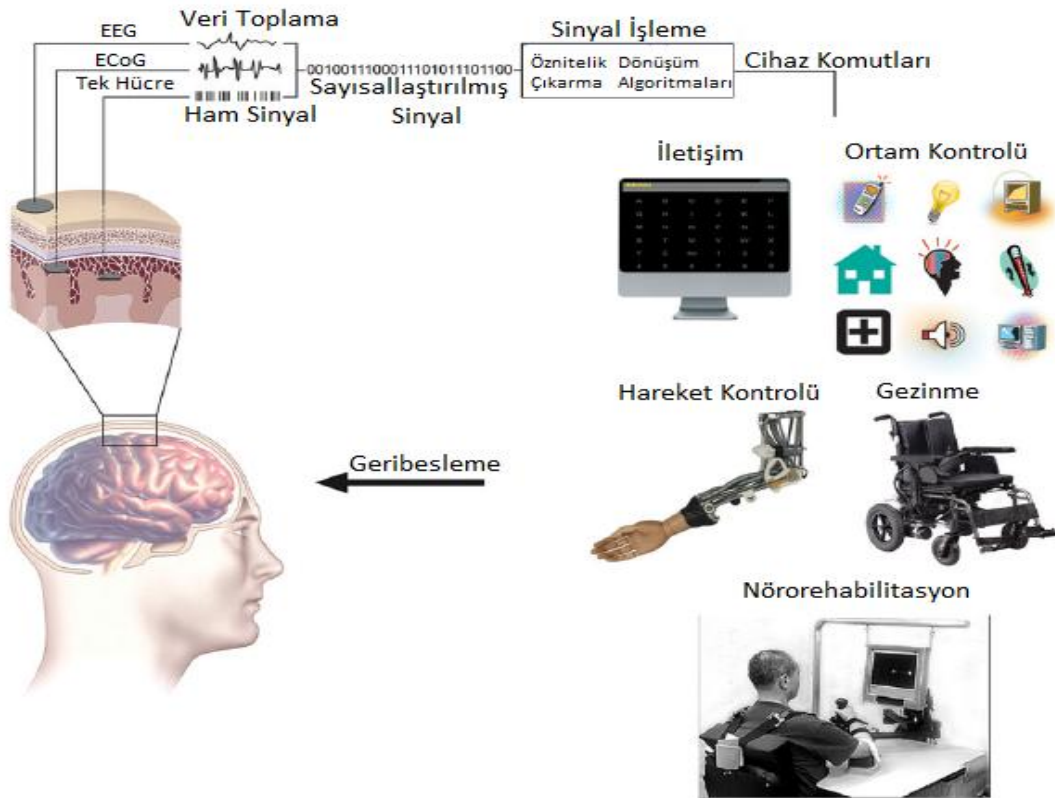 Veri Toplama
EEG
ECoG
Tek Hücre
Ham Sinyal
001001110001110101110101100
Sayısallaştırılmış
Sinyal
Sinyal İşleme
Öznitelik Dönüşüm
Çıkarma Algoritmaları
Cihaz Komutları
İletişim
Ortam Kontrolü
Hareket Kontrolü
Gezinme
Geribesleme
Nörorehabilitasyon